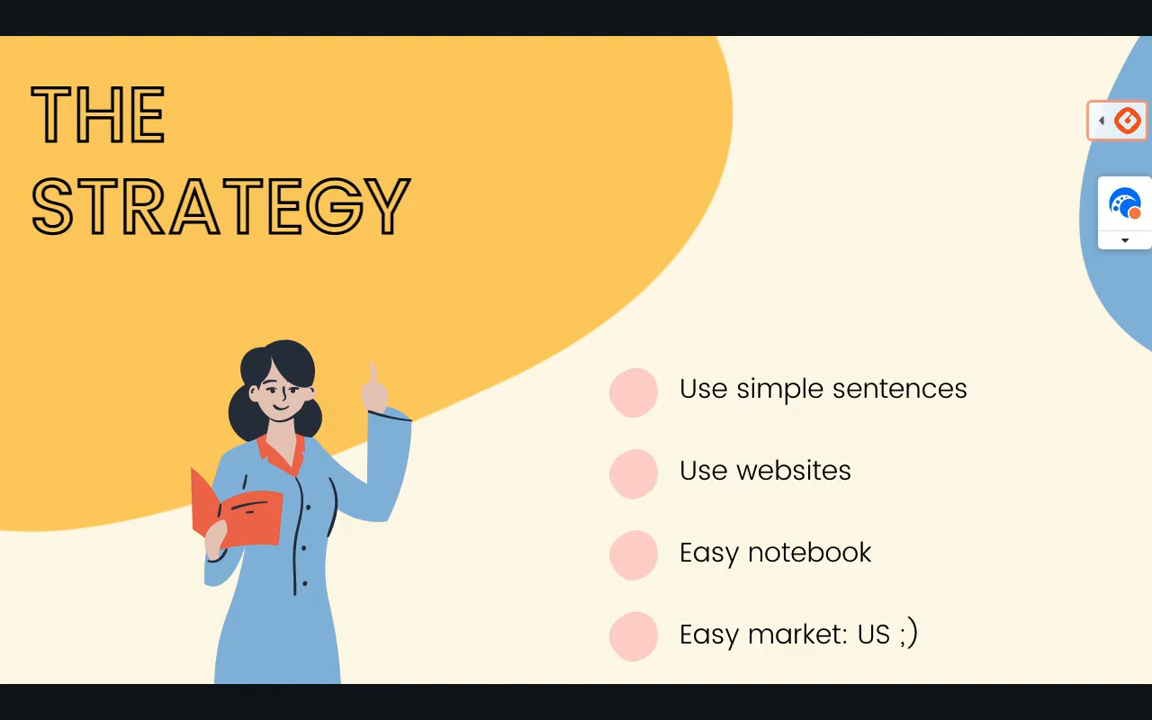 THE
STRATEGY
Use simple sentences
Use websites
Easy notebook
Easy market: US ;)